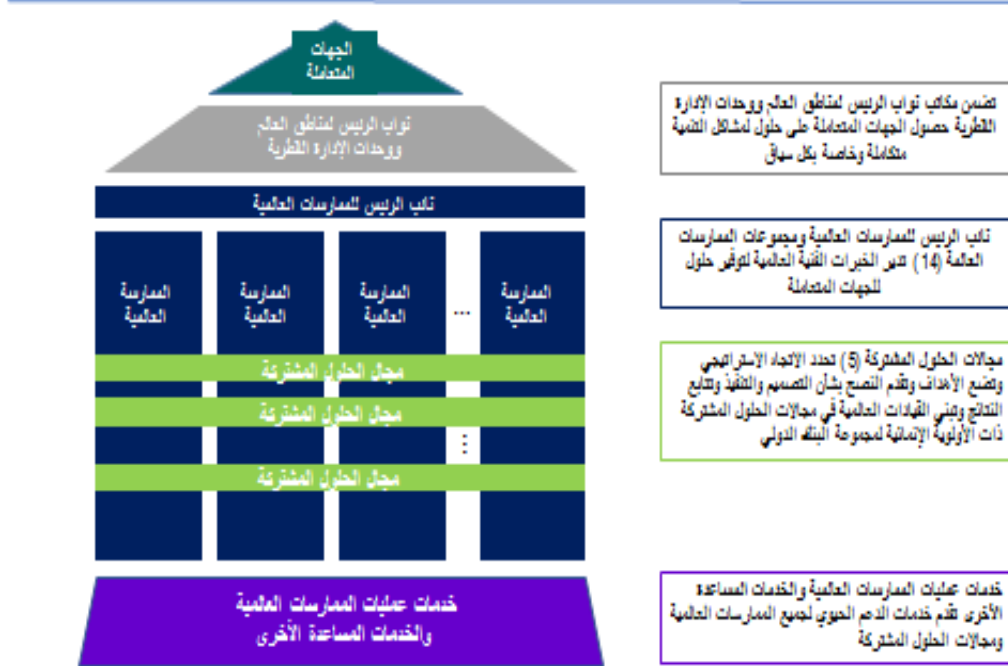 الجهات
المتعاملة
نواب الرئيس لمناطق العالم
ووحدات الإدارة القطرية
نائب الرئيس للممارسات العالمية
الممارسة
العالمية
الممارسة
العالمية
الممارسة
العالمية
...
الممارسة
العالمية
مجال الحلول المشتركة
مجال الحلول المشتركة
...
مجال الحلول المشتركة
خدمات عمليات الممارسات العالمية
والخدمات المساعدة الأخرى
تضمن مكاتب نواب الرئيس لمناطق العالم ووحدات الإدارة
القطرية حصول الجهات المتعاملة على حلول لمشاكل التنمية
متكاملة وخاصة بكل سياق
نائب الرئيس للممارسات العالمية ومجموعات الممارسات
العالمة (14) تدير الخبرات الفنية العالمية لتوفير حلول
للجهات المتعاملة
مجالات الحلول المشتركة (5) تحدد الاتجاه الاستراتيجي
وتضع الأهداف وتقدم النصح بشأن التصميم والتنفيذ وتتابع
النتائج وتبني القيادات العالمية في مجالات الحلول المشتركة
ذات الأولوية الإنمائية لمجموعة البنك الدولي
خدمات عمليات الممارسات العالمية والخدمات المساعدة
الأخرى تقدم خدمات الدعم الحيوي لجميع الممارسات العالمية
ومجالات الحلول المشتركة